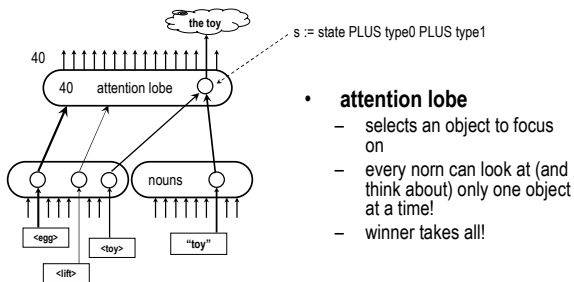 the toy
s := state PLUS type0 PLUS type1
40
40 attention lobe
nouns
<egg>
<lift>
<toy>
“toy”
• attention lobe
– selects an object to focus
on
– every norn can look at (and
think about) only one object
at a time!
– winner takes all!